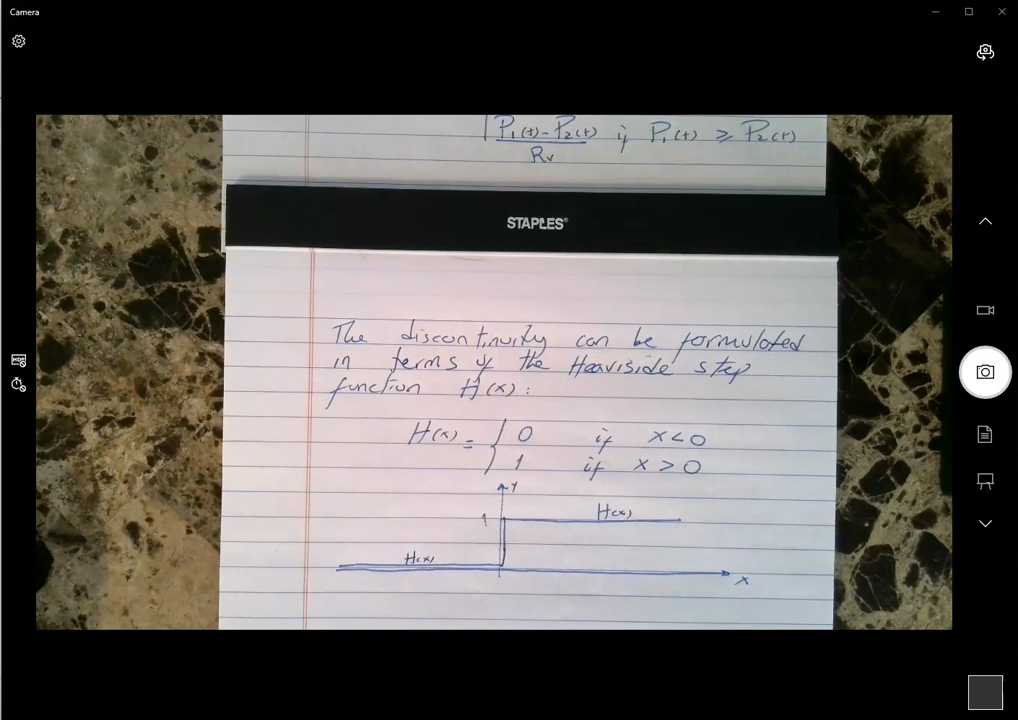 Camera
P₁(t) - P₂(t) if P₁(t) ≥ P₂(t)
Rv
STAPLES®
The discontinuity can be formulated
in terms of the Heaviside step
function H(x):
H(x) = { 0 if x < 0
1 if x > 0
Y
1 H(x)
H(x)
X